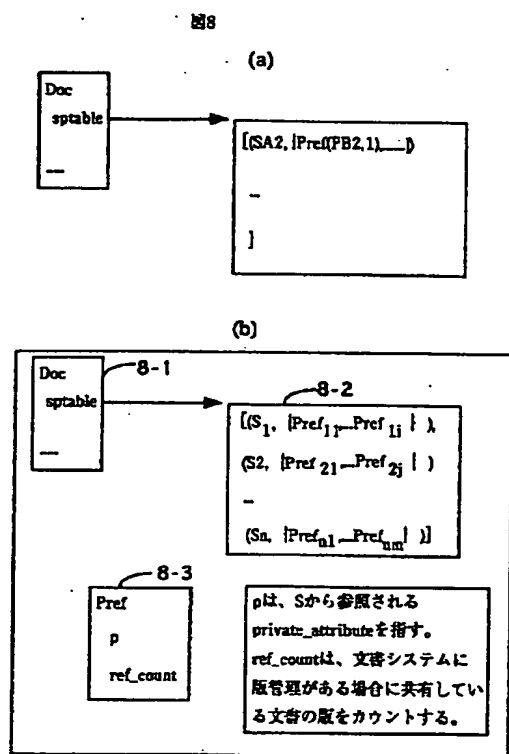 図8
(a)
Doc
sptable
—
[(SA2, {Pref(PB2,1),__})
—
]
(b)
8-1
Doc
sptable
—
8-2
[(S1, {Pref11,__Pref1i} ),
(S2, {Pref21,__Pref2j} )
—
(Sn, {Prefn1,__Prefnm} )]
8-3
Pref
p
ref_count
pは、Sから参照される
private_attributeを指す。
ref_countは、文書システムに
版管理がある場合に共有してい
る文書の版をカウントする。